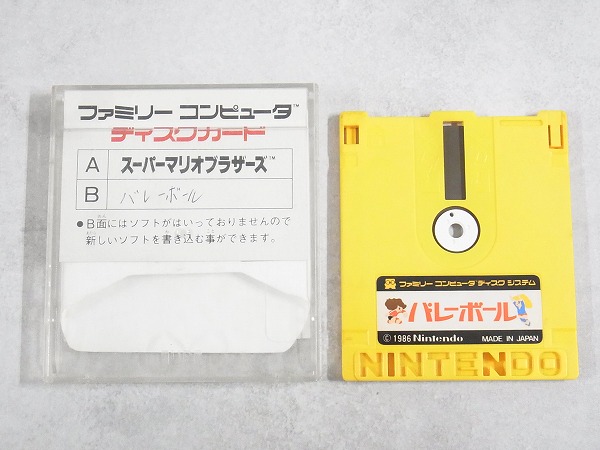 ファミリー コンピュータ™
ディスクカード
A スーパーマリオブラザーズ™
B バレーボール
●B面にはソフトがはいっておりませんので
新しいソフトを書き込む事ができます。
ファミリー コンピュータ ディスク システム
バレーボール
©1986 Nintendo MADE IN JAPAN
NINTENDO